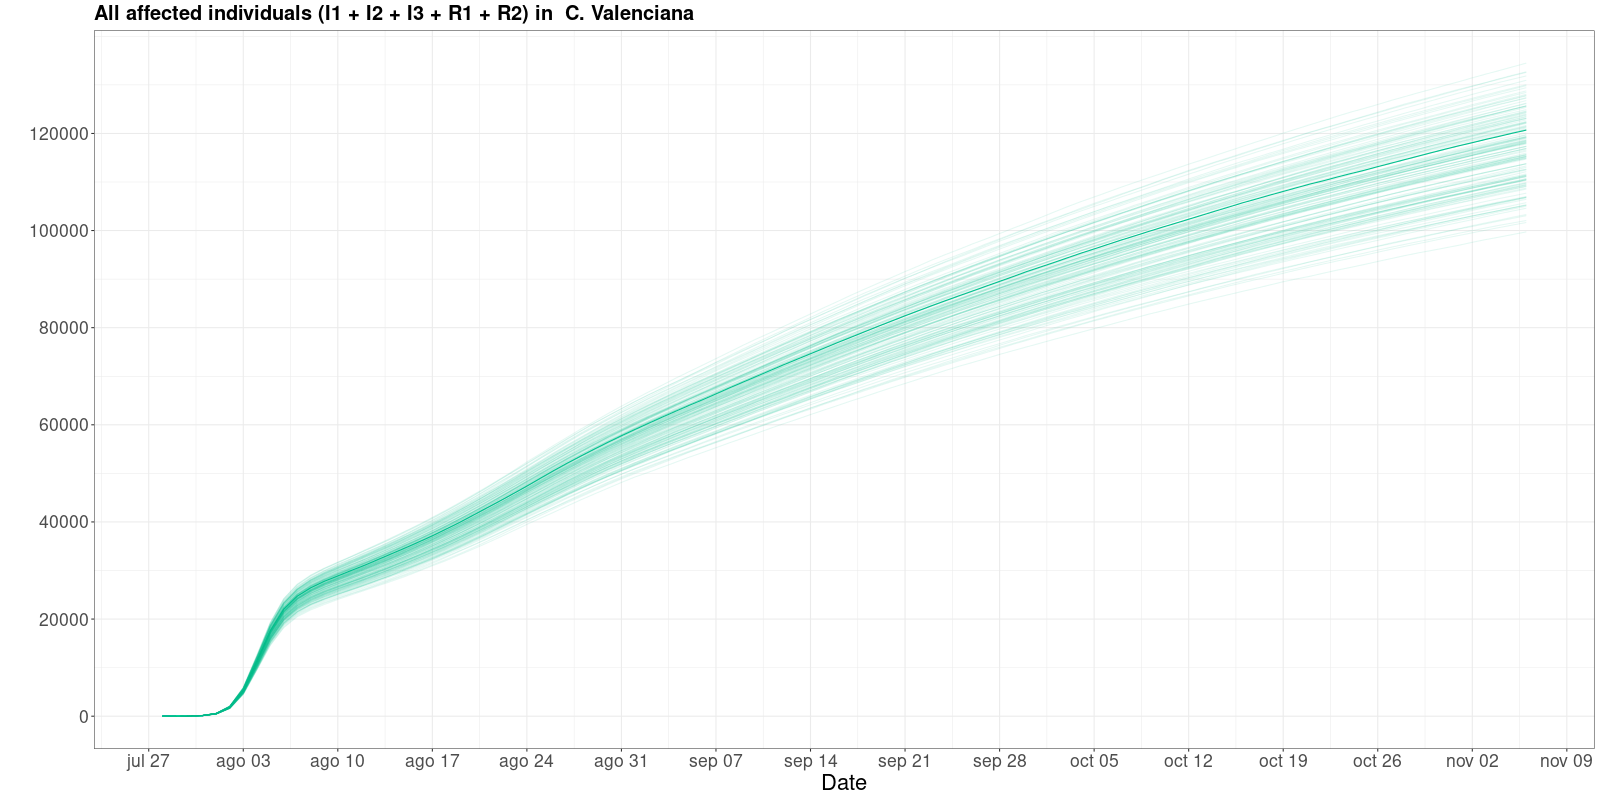 All affected individuals (I1 + I2 + I3 + R1 + R2) in  C. Valenciana
120000
100000
80000
60000
40000
20000
0
jul 27 ago 03 ago 10 ago 17 ago 24 ago 31 sep 07 sep 14 sep 21 sep 28 oct 05 oct 12 oct 19 oct 26 nov 02 nov 09
Date